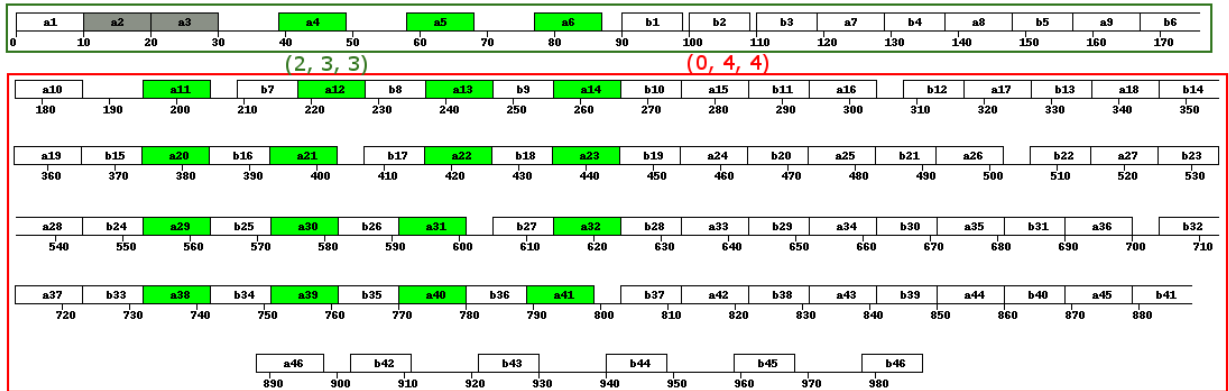 a1 a2 a3 a4 a5 a6 b1 b2 b3 a7 b4 a8 b5 a9 b6
0 10 20 30 40 50 60 70 80 90 100 110 120 130 140 150 160 170
(2, 3, 3) (0, 4, 4)
a10 a11 b7 a12 b8 a13 b9 a14 b10 a15 b11 a16 b12 a17 b13 a18 b14
180 190 200 210 220 230 240 250 260 270 280 290 300 310 320 330 340 350
a19 b15 a20 b16 a21 b17 a22 b18 a23 b19 a24 b20 a25 b21 a26 b22 a27 b23
360 370 380 390 400 410 420 430 440 450 460 470 480 490 500 510 520 530
a28 b24 a29 b25 a30 b26 a31 b27 a32 b28 a33 b29 a34 b30 a35 b31 a36 b32
540 550 560 570 580 590 600 610 620 630 640 650 660 670 680 690 700 710
a37 b33 a38 b34 a39 b35 a40 b36 a41 b37 a42 b38 a43 b39 a44 b40 a45 b41
720 730 740 750 760 770 780 790 800 810 820 830 840 850 860 870 880
a46 b42 b43 b44 b45 b46
890 900 910 920 930 940 950 960 970 980